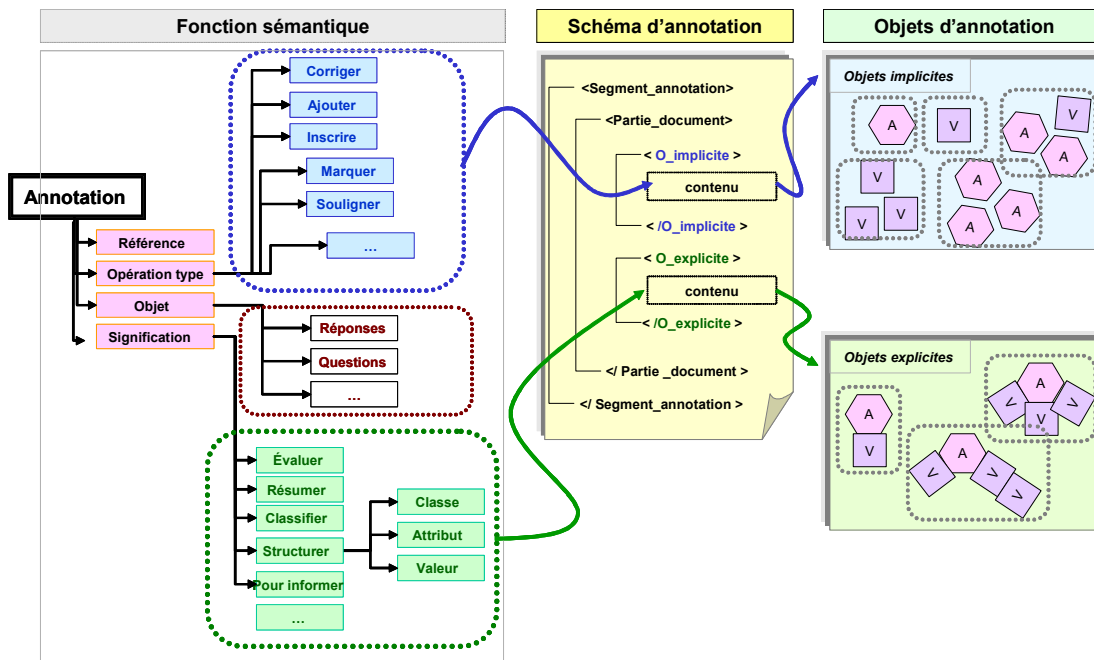 Fonction sémantique
Schéma d'annotation
Objets d'annotation
Annotation
Référence
Opération type
Objet
Signification
Corriger
Ajouter
Inscrire
Marquer
Souligner
...
Réponses
Questions
...
Évaluer
Résumer
Classifier
Structurer
Pour informer
...
Classe
Attribut
Valeur
<Segment_annotation>
<Partie_document>
< O_implicite >
contenu
< /O_implicite >
< O_explicite >
contenu
< /O_explicite >
</ Partie _document >
</ Segment_annotation >
Objets implicites
A
V
A
V
A
V
V
V
A
A
A
Objets explicites
A
V
A
V
V
V
A
V
V
V